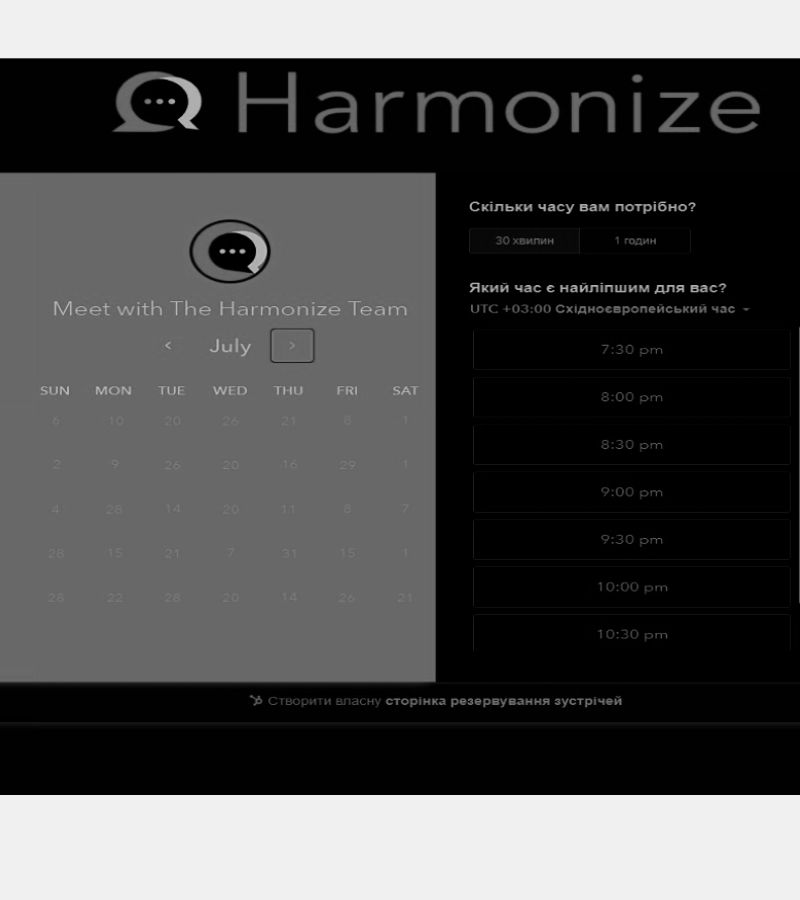 Harmonize
Meet with The Harmonize Team
‹ July ›
SUN MON TUE WED THU FRI SAT
6 10 20 26 21 8 1
2 9 26 20 16 29 1
4 28 14 20 11 8 7
28 15 21 7 31 15 1
28 22 28 20 14 26 21
Скільки часу вам потрібно?
30 хвилин 1 годин
Який час є найліпшим для вас?
UTC +03:00 Східноєвропейський час
7:30 pm
8:00 pm
8:30 pm
9:00 pm
9:30 pm
10:00 pm
10:30 pm
Створити власну сторінка резервування зустрічей